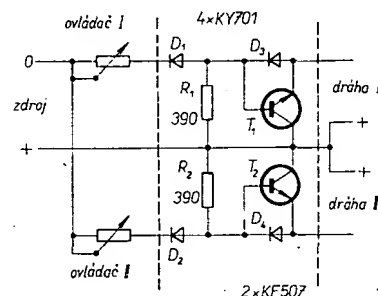 ovládač I
4×KY701
D1
D3
0
zdroj
R1
390
T1
dráha
+
+
+
R2
390
T2
dráha
D2
D4
ovládač II
2×KF507